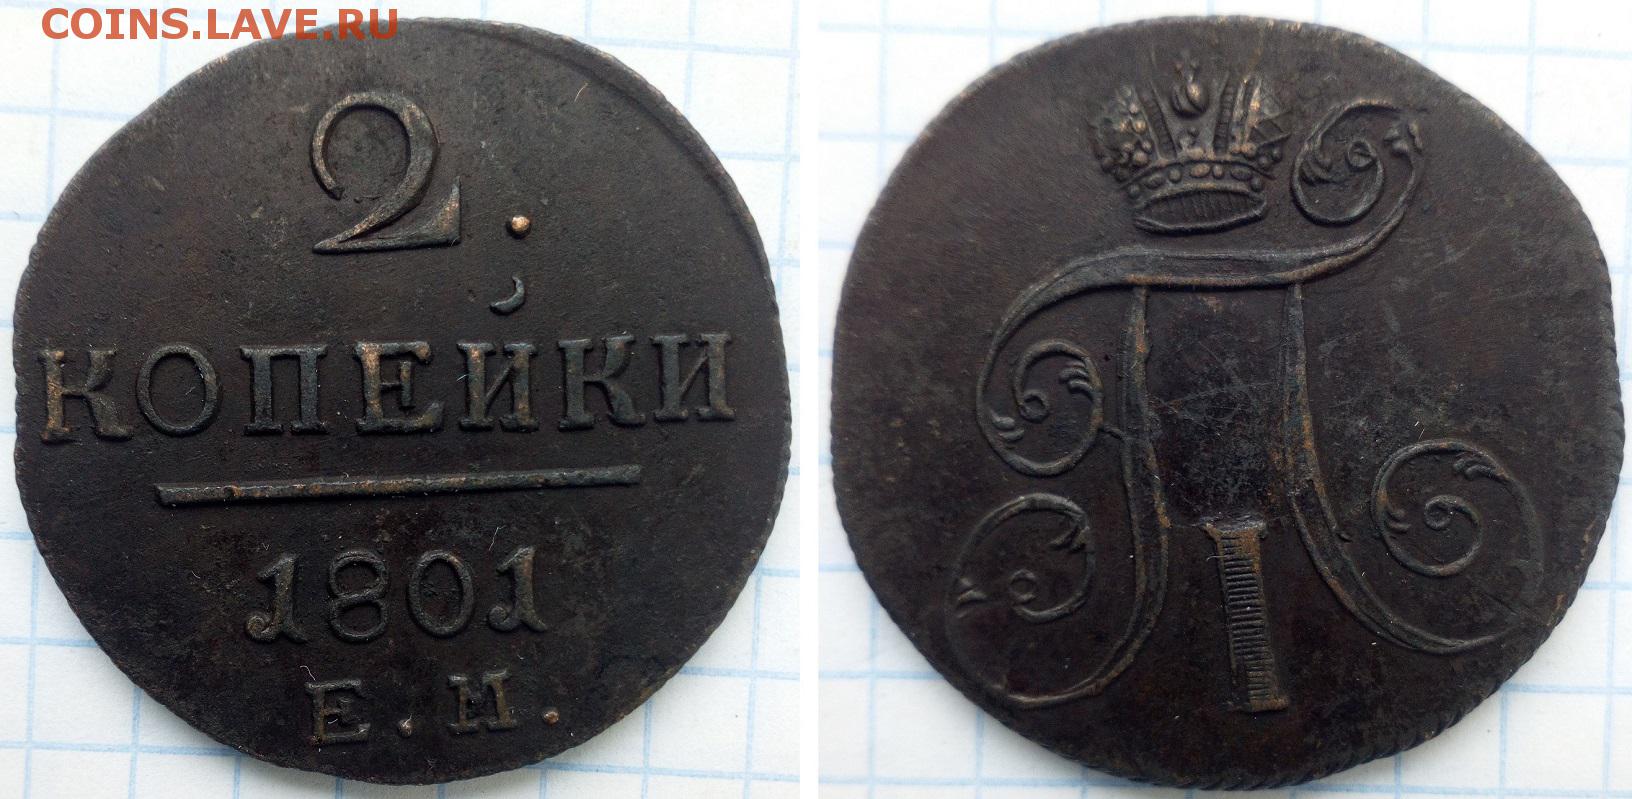 COINS.LAVE.RU
2.
КОПЕЙКИ
1801
Е.М.
П
I